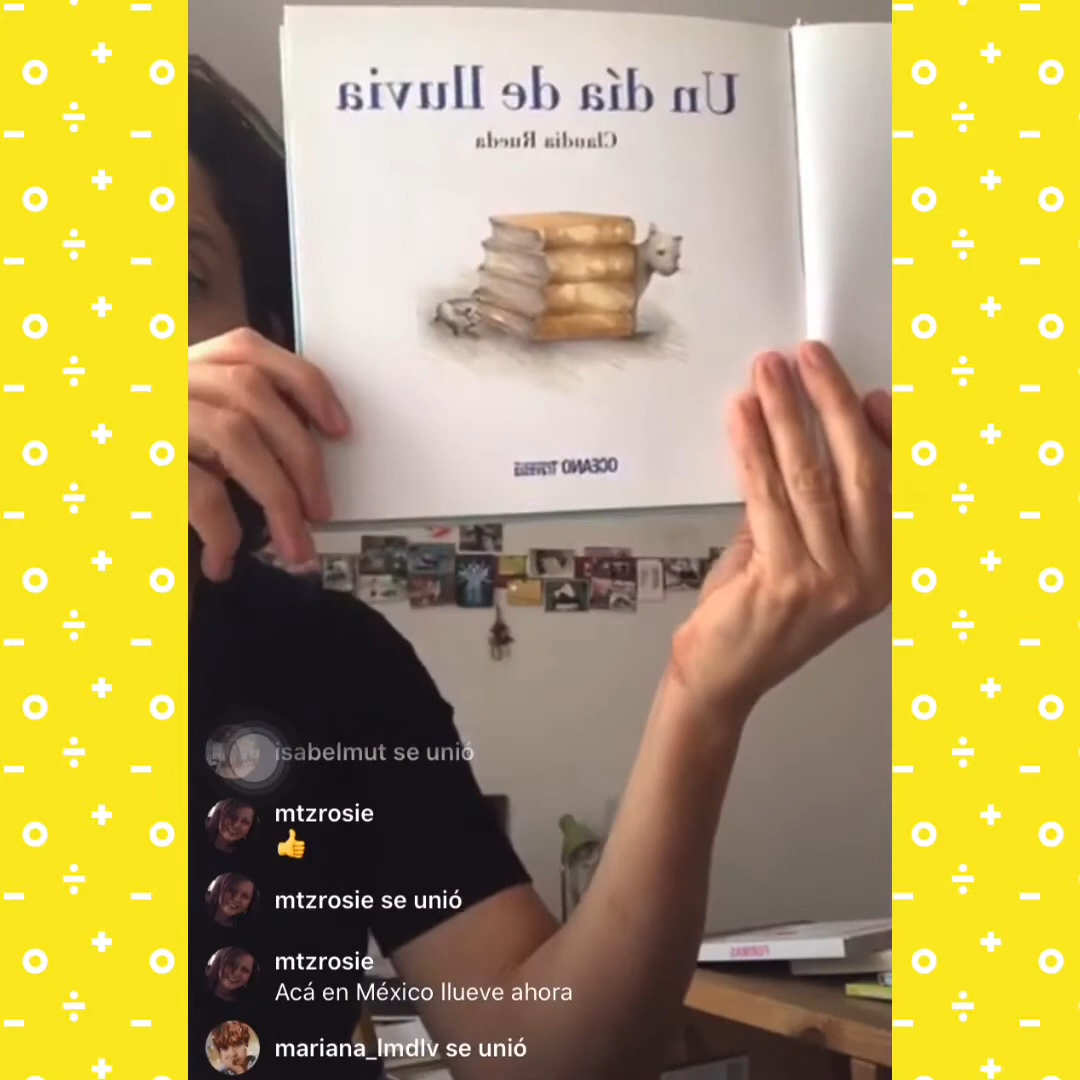 Un día de lluvia
Claudia Rueda
OCEANO Travesía
isabelmut se unió
mtzrosie
👍
mtzrosie se unió
mtzrosie
Acá en México llueve ahora
FORMAS
mariana_lmdlv se unió